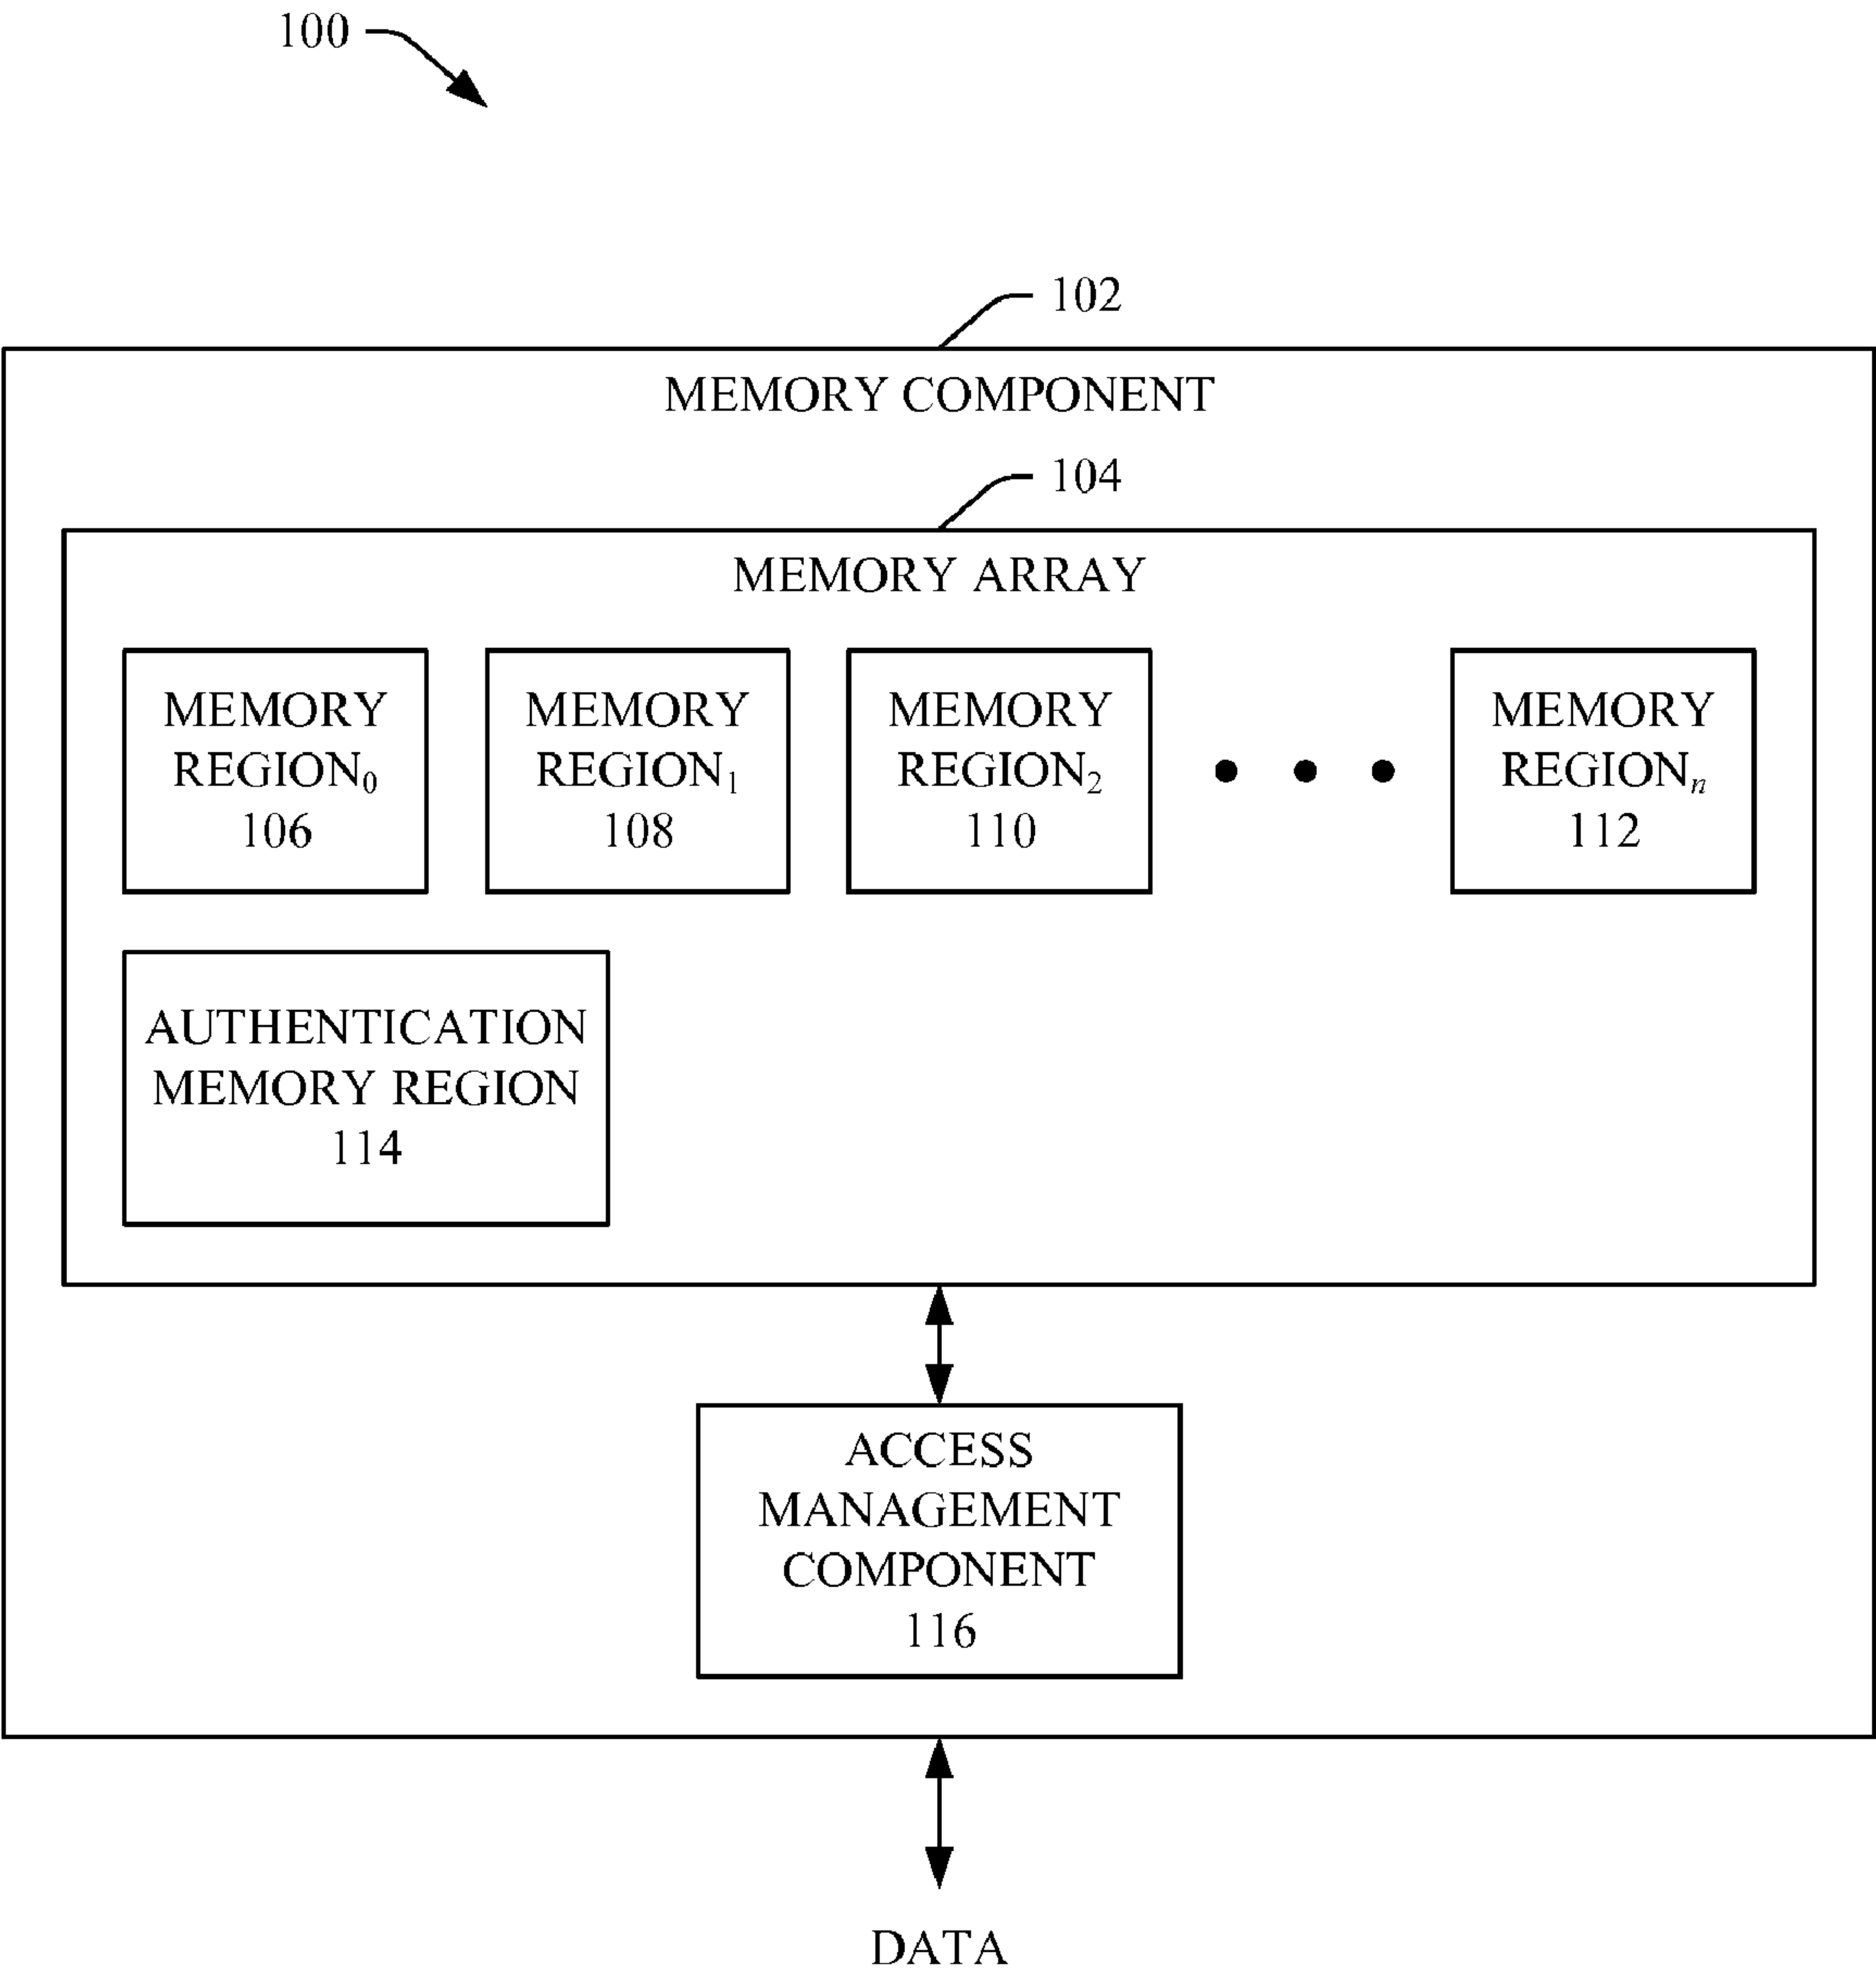 100
102
MEMORY COMPONENT
104
MEMORY ARRAY
MEMORY
REGION₀
106
MEMORY
REGION₁
108
MEMORY
REGION₂
110
MEMORY
REGIONₙ
112
AUTHENTICATION
MEMORY REGION
114
ACCESS
MANAGEMENT
COMPONENT
116
DATA